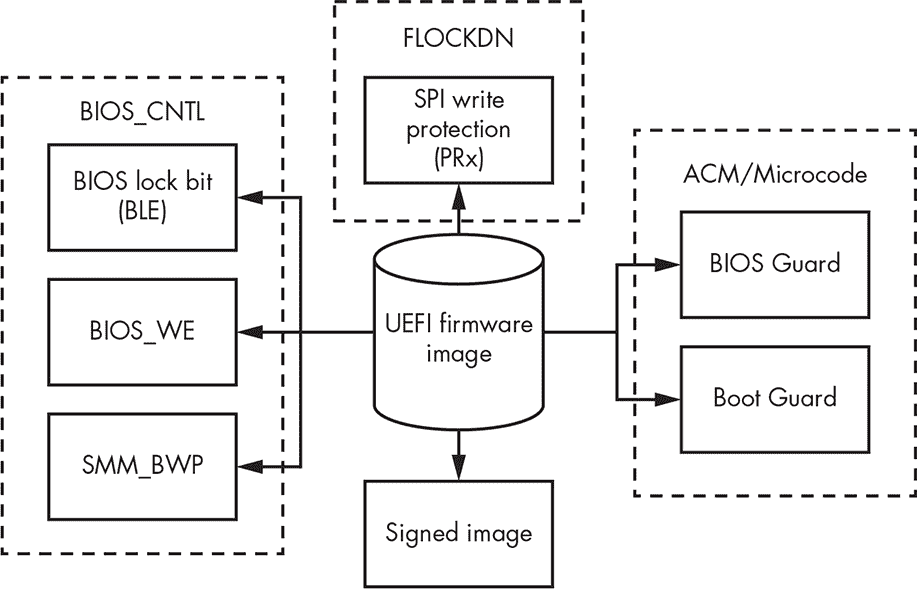 FLOCKDN
SPI write
protection
(PRx)
BIOS_CNTL
BIOS lock bit
(BLE)
BIOS_WE
SMM_BWP
UEFI firmware
image
Signed image
ACM/Microcode
BIOS Guard
Boot Guard